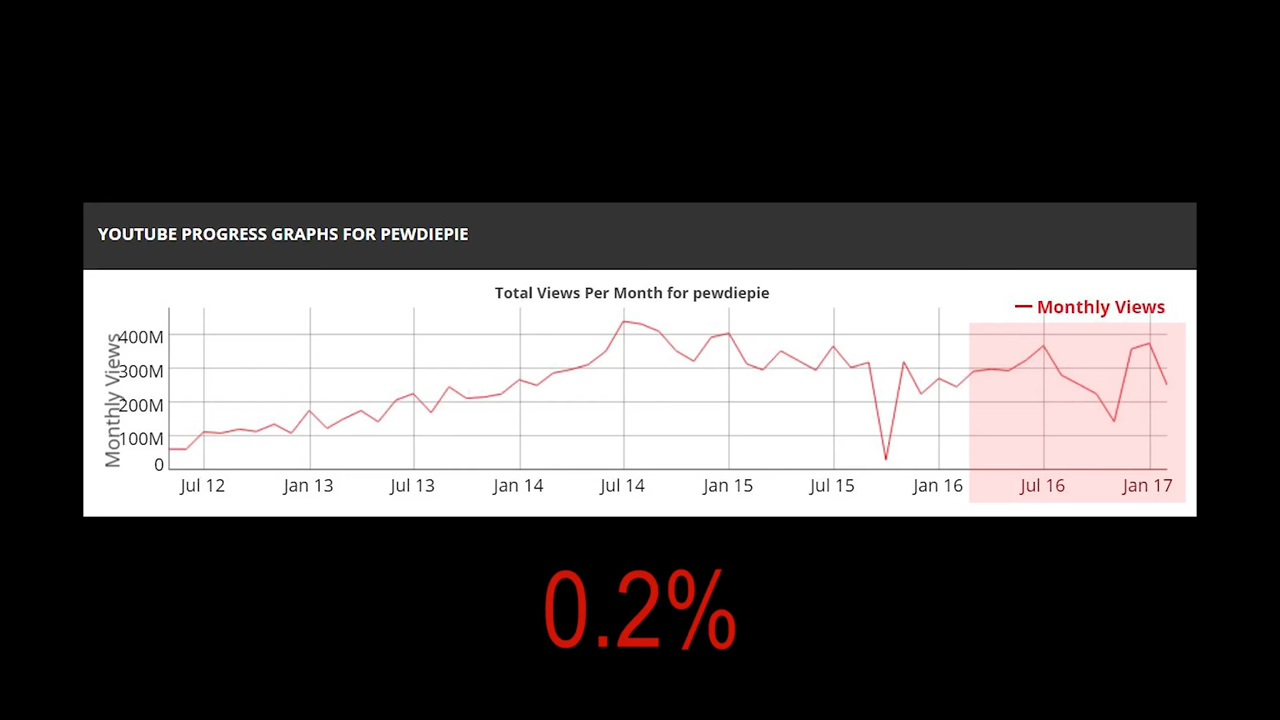 YOUTUBE PROGRESS GRAPHS FOR PEWDIEPIE
Total Views Per Month for pewdiepie
Monthly Views
Monthly Views
400M
300M
200M
100M
0
Jul 12 Jan 13 Jul 13 Jan 14 Jul 14 Jan 15 Jul 15 Jan 16 Jul 16 Jan 17
0.2%